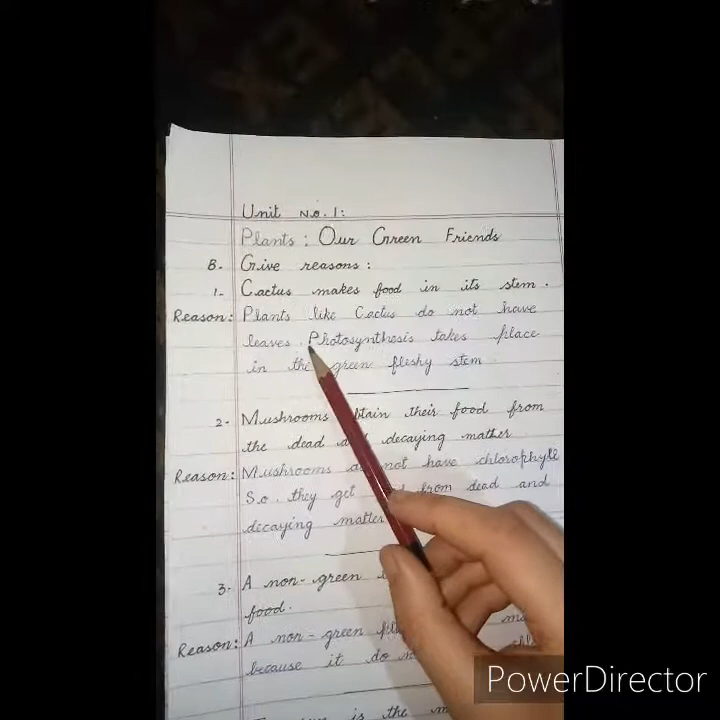 Unit No. 1:
Plants: Our Green Friends
B. Give reasons:
1. Cactus makes food in its stem.
Reason: Plants like Cactus do not have
leaves. Photosynthesis takes place
in the green fleshy stem
2. Mushrooms obtain their food from
the dead and decaying matter
Reason: Mushrooms do not have chlorophyll
So. they get from dead and
decaying matter
3. A non-green
food.
Reason: A non-green
because it do
is the
PowerDirector